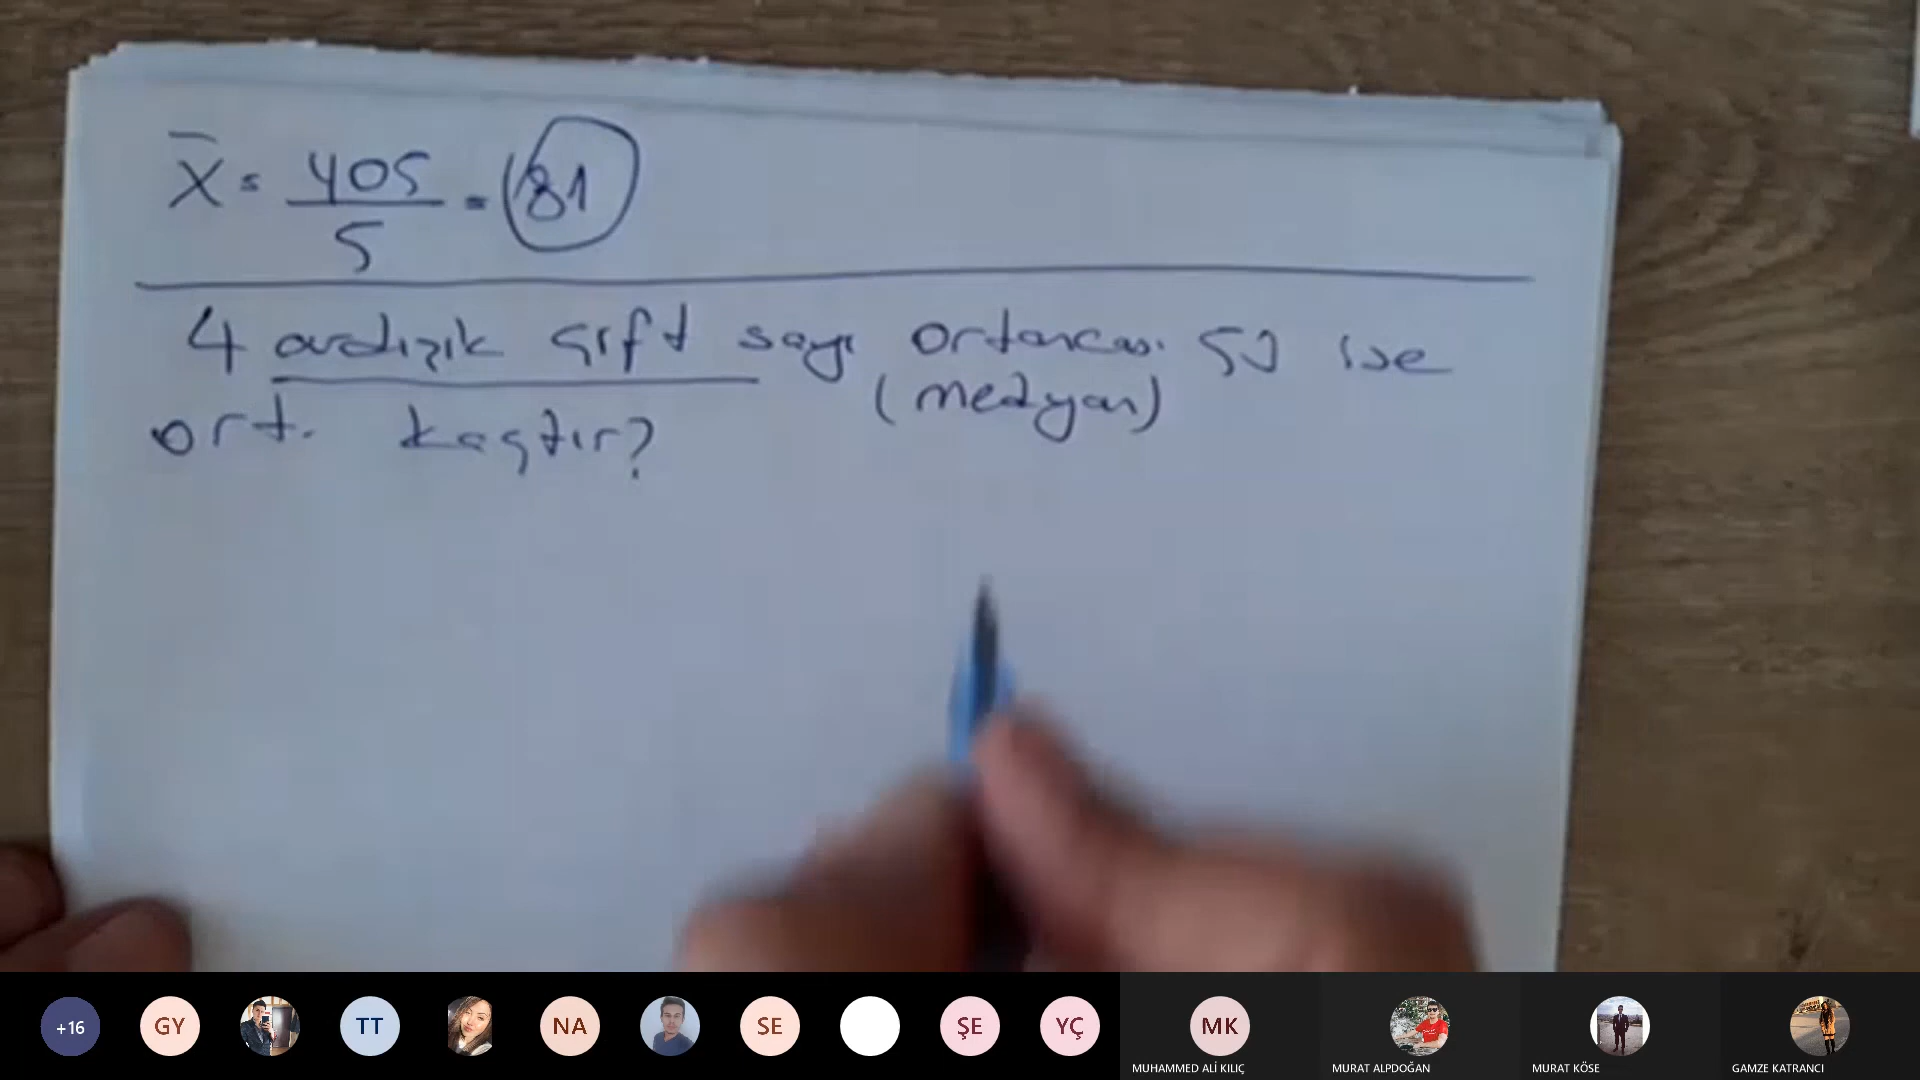 x̄ = 405 / 5 = 81
4 ardışık çift sayı ortancası 53 ise
(medyan)
ort. kaçtır?
+16
GY
TT
NA
SE
ŞE
YÇ
MK
MUHAMMED ALİ KILIÇ
MURAT ALPDOĞAN
MURAT KÖSE
GAMZE KATRANCI